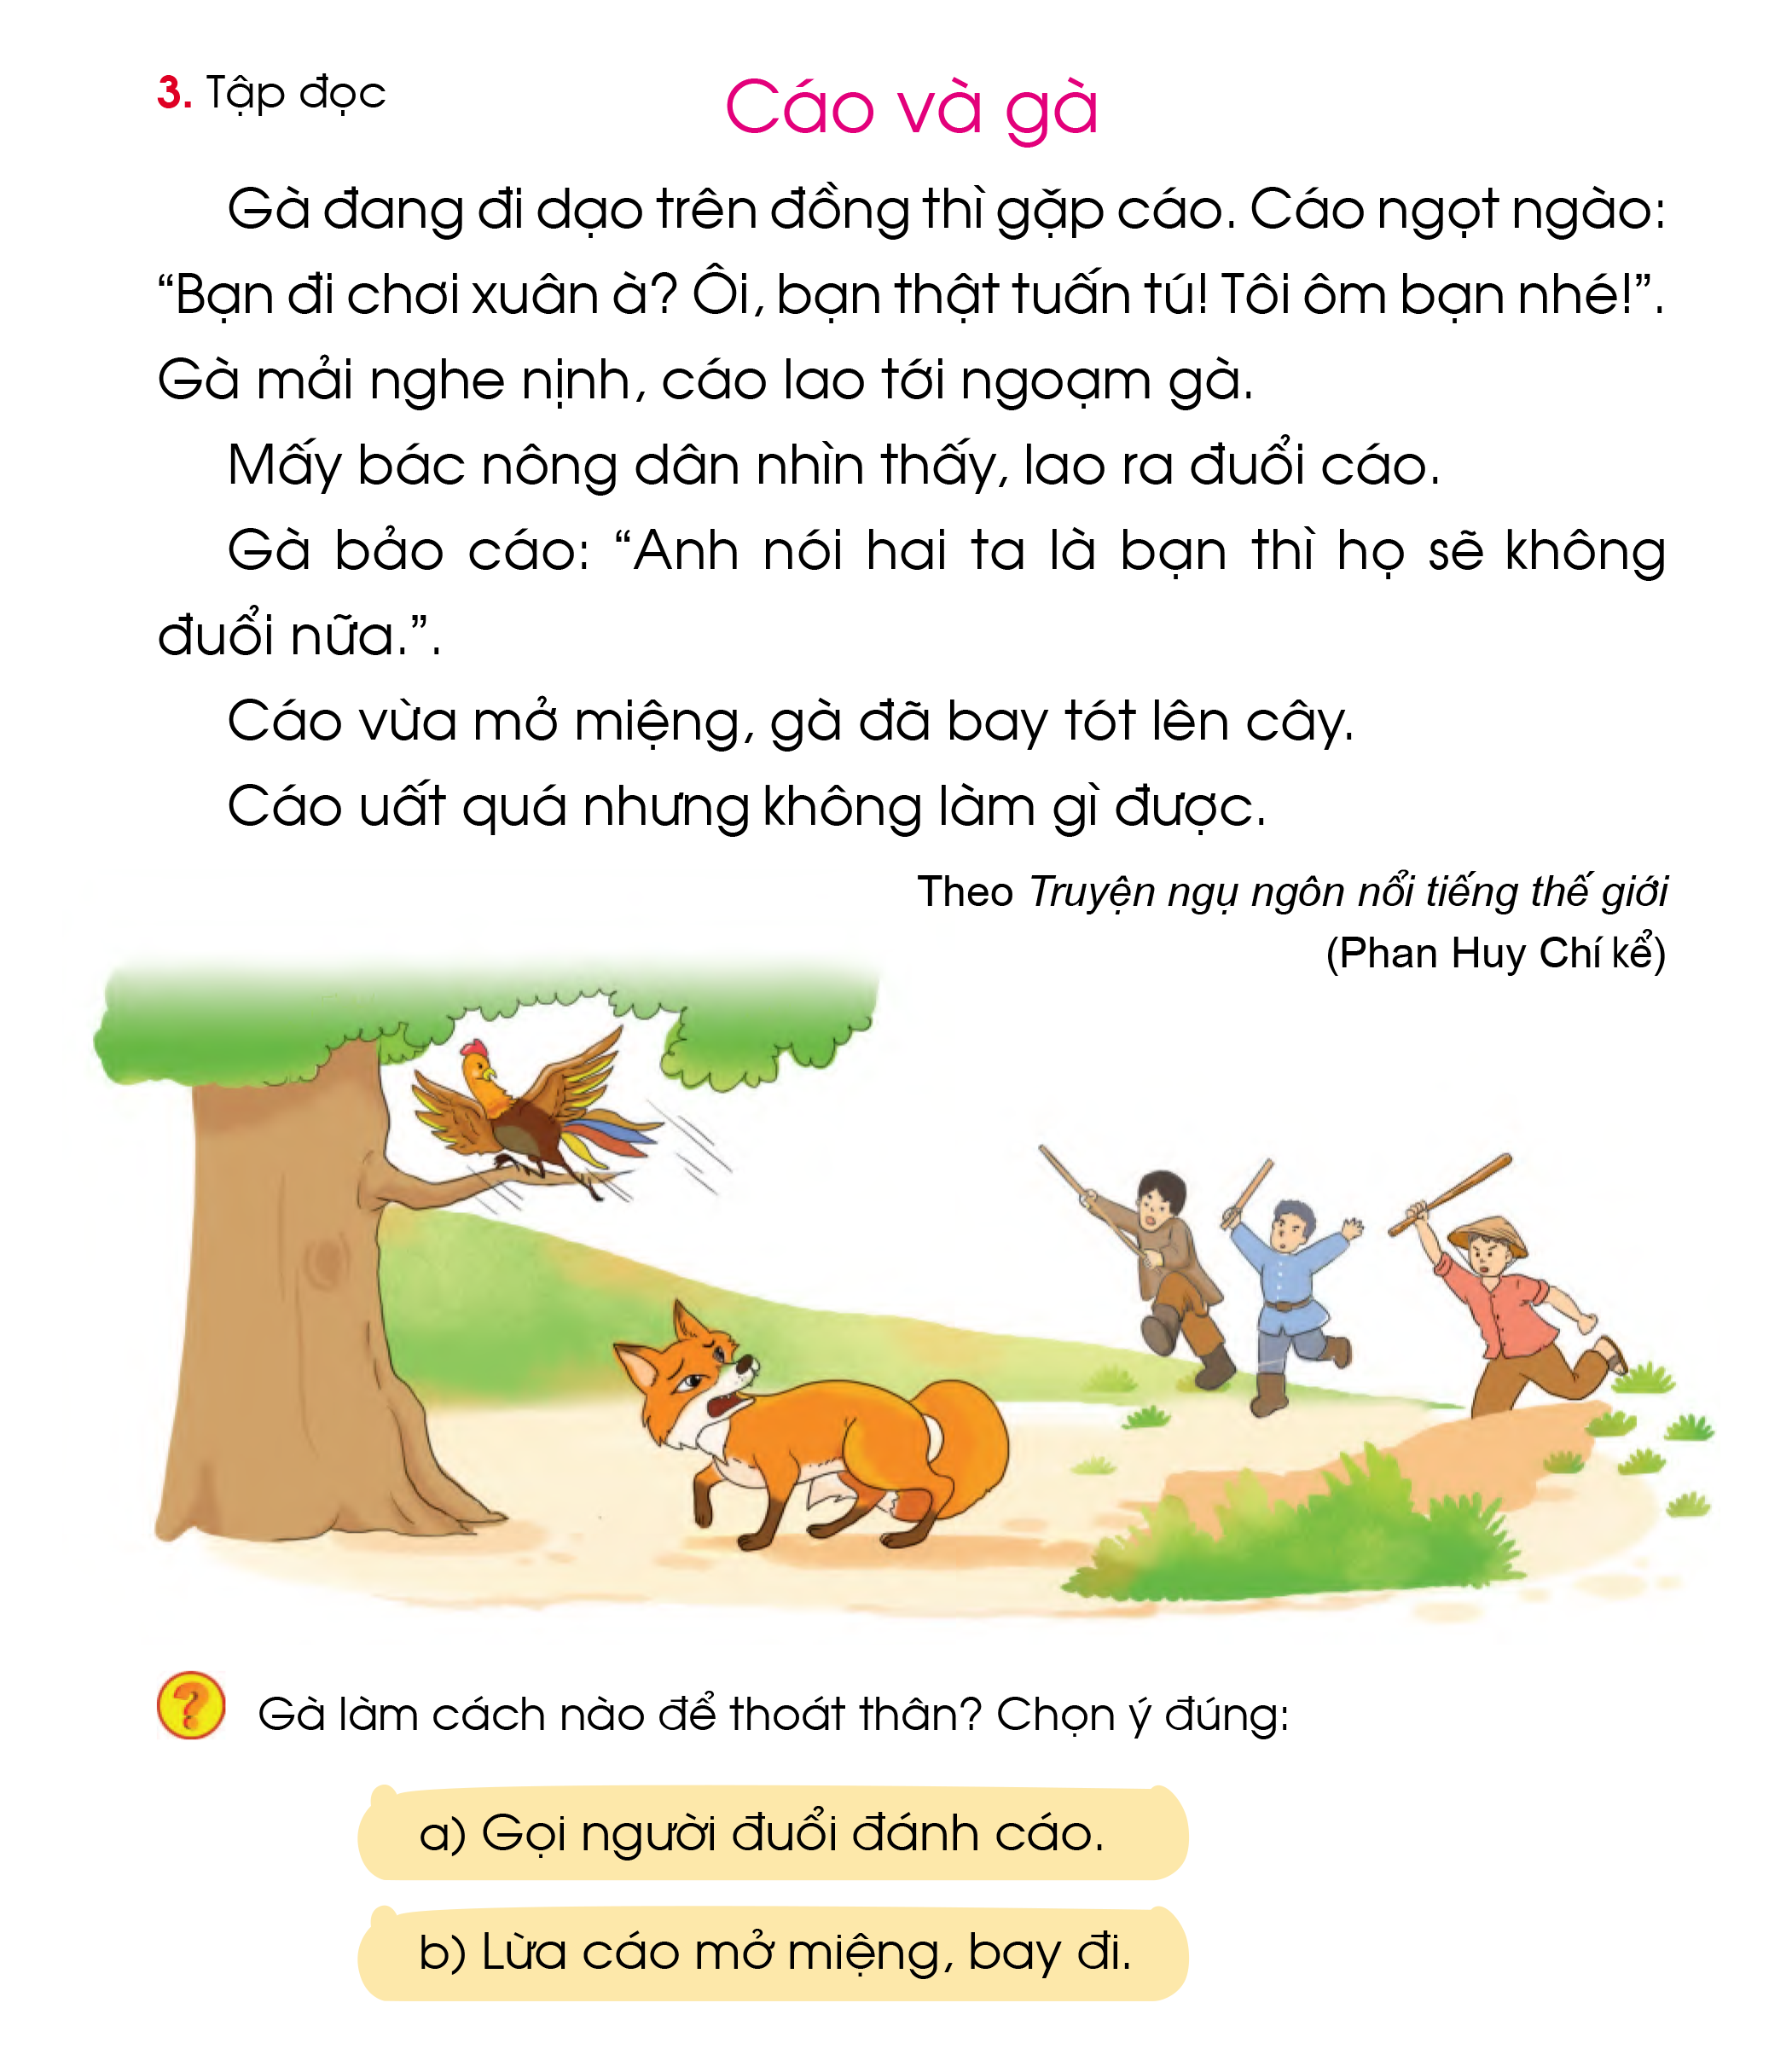 3. Tập đọc
Cáo và gà
Gà đang đi dạo trên đồng thì gặp cáo. Cáo ngọt ngào:
“Bạn đi chơi xuân à? Ôi, bạn thật tuấn tú! Tôi ôm bạn nhé!”.
Gà mải nghe nịnh, cáo lao tới ngoạm gà.
Mấy bác nông dân nhìn thấy, lao ra đuổi cáo.
Gà bảo cáo: “Anh nói hai ta là bạn thì họ sẽ không
đuổi nữa.”.
Cáo vừa mở miệng, gà đã bay tót lên cây.
Cáo uất quá nhưng không làm gì được.
Theo Truyện ngụ ngôn nổi tiếng thế giới
(Phan Huy Chí kể)
? Gà làm cách nào để thoát thân? Chọn ý đúng:
a) Gọi người đuổi đánh cáo.
b) Lừa cáo mở miệng, bay đi.